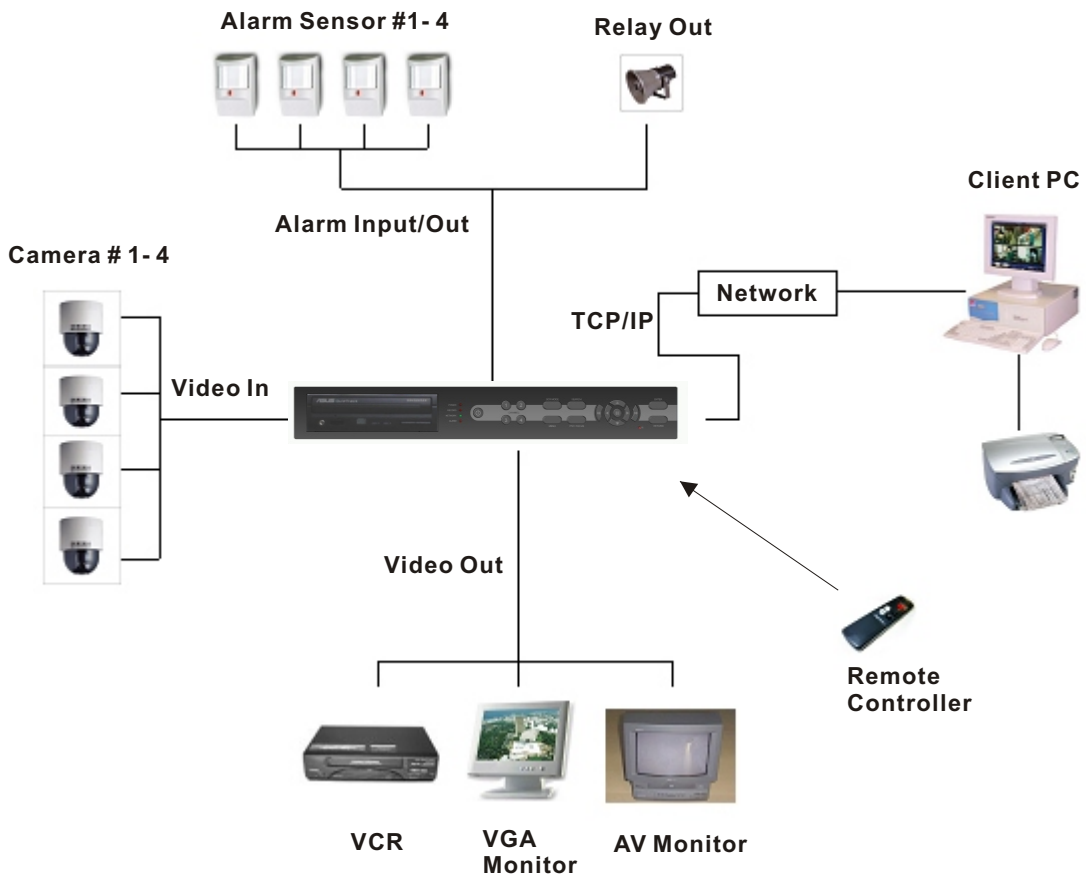 Alarm Sensor #1- 4
Relay Out
Client PC
Alarm Input/Out
Camera # 1- 4
Network
TCP/IP
Video In
ASUS
Video Out
Remote
Controller
VCR
VGA
Monitor
AV Monitor